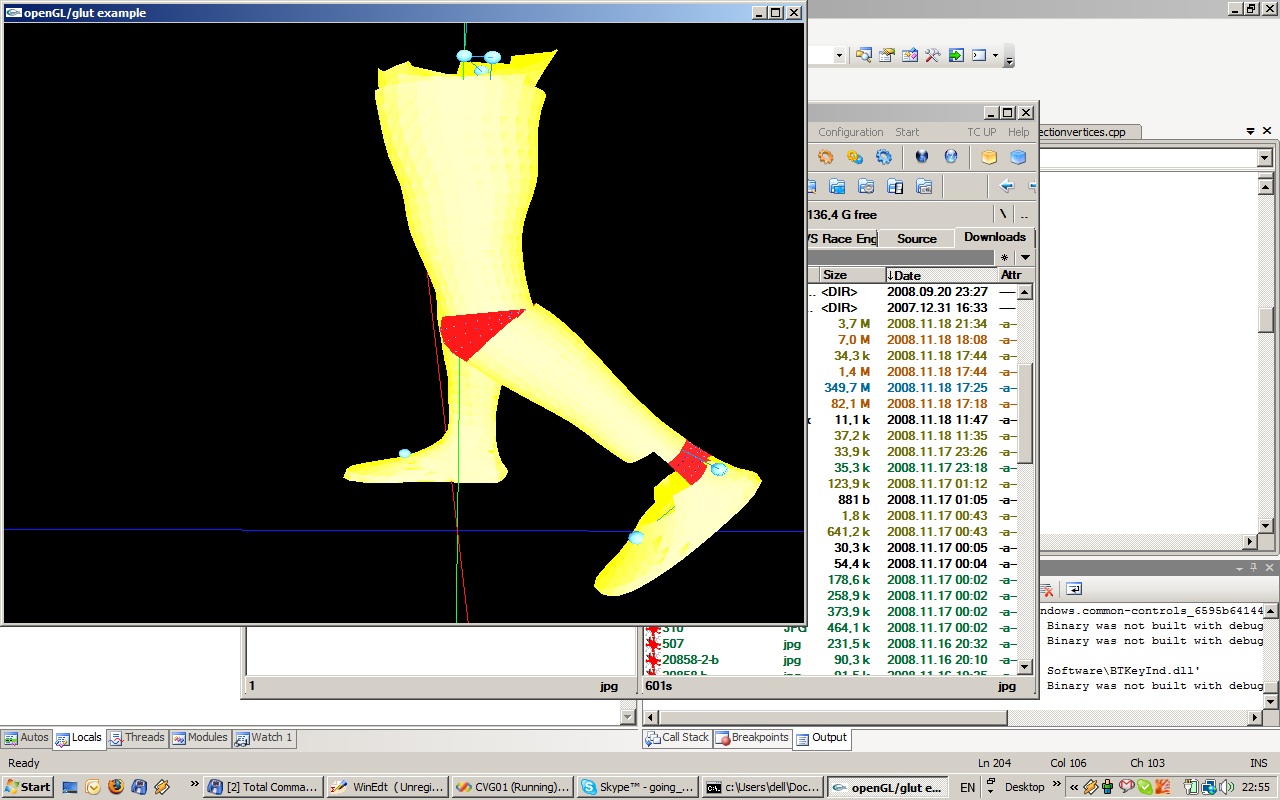 openGL/glut example
ectionvertices.cpp
Configuration Start TC UP Help
136,4 G free \ ..
VS Race Eng Source Downloads
* 
Size ↓Date Attr
.. <DIR> 2008.09.20 23:27 —
<DIR> 2007.12.31 16:33 —
3,7 M 2008.11.18 21:34 -a-
7,0 M 2008.11.18 18:08 -a-
34,3 k 2008.11.18 17:44 -a-
1,4 M 2008.11.18 17:44 -a-
349,7 M 2008.11.18 17:25 -a-
82,1 M 2008.11.18 17:18 -a-
11,1 k 2008.11.18 11:47 -a-
37,2 k 2008.11.18 11:35 -a-
33,9 k 2008.11.17 23:26 -a-
35,3 k 2008.11.17 23:18 -a-
123,9 k 2008.11.17 01:12 -a-
881 b 2008.11.17 01:05 -a-
1,8 k 2008.11.17 00:43 -a-
641,2 k 2008.11.17 00:43 -a-
30,3 k 2008.11.17 00:05 -a-
54,4 k 2008.11.17 00:04 -a-
178,6 k 2008.11.17 00:02 -a-
258,9 k 2008.11.17 00:02 -a-
373,9 k 2008.11.17 00:02 -a-
310 JPG 464,1 k 2008.11.17 00:02 -a-
507 jpg 231,5 k 2008.11.16 20:32 -a-
20858-2-b jpg 90,3 k 2008.11.16 20:10 -a-
20858-b jpg 91,5 k 2008.11.16 19:35 -a-
1 jpg 601s jpg
ndows.common-controls_6595b64144
Binary was not built with debug
Binary was not built with debug
Software\BTKeyInd.dll'
Binary was not built with debug
Autos Locals Threads Modules Watch 1 Call Stack Breakpoints Output
Ready Ln 204 Col 106 Ch 103 INS
Start » [2] Total Comma... WinEdt (Unregi... CVG01 (Running)... Skype™ - going_... c:\Users\dell\Doc... openGL/glut e... EN Desktop » « 22:55